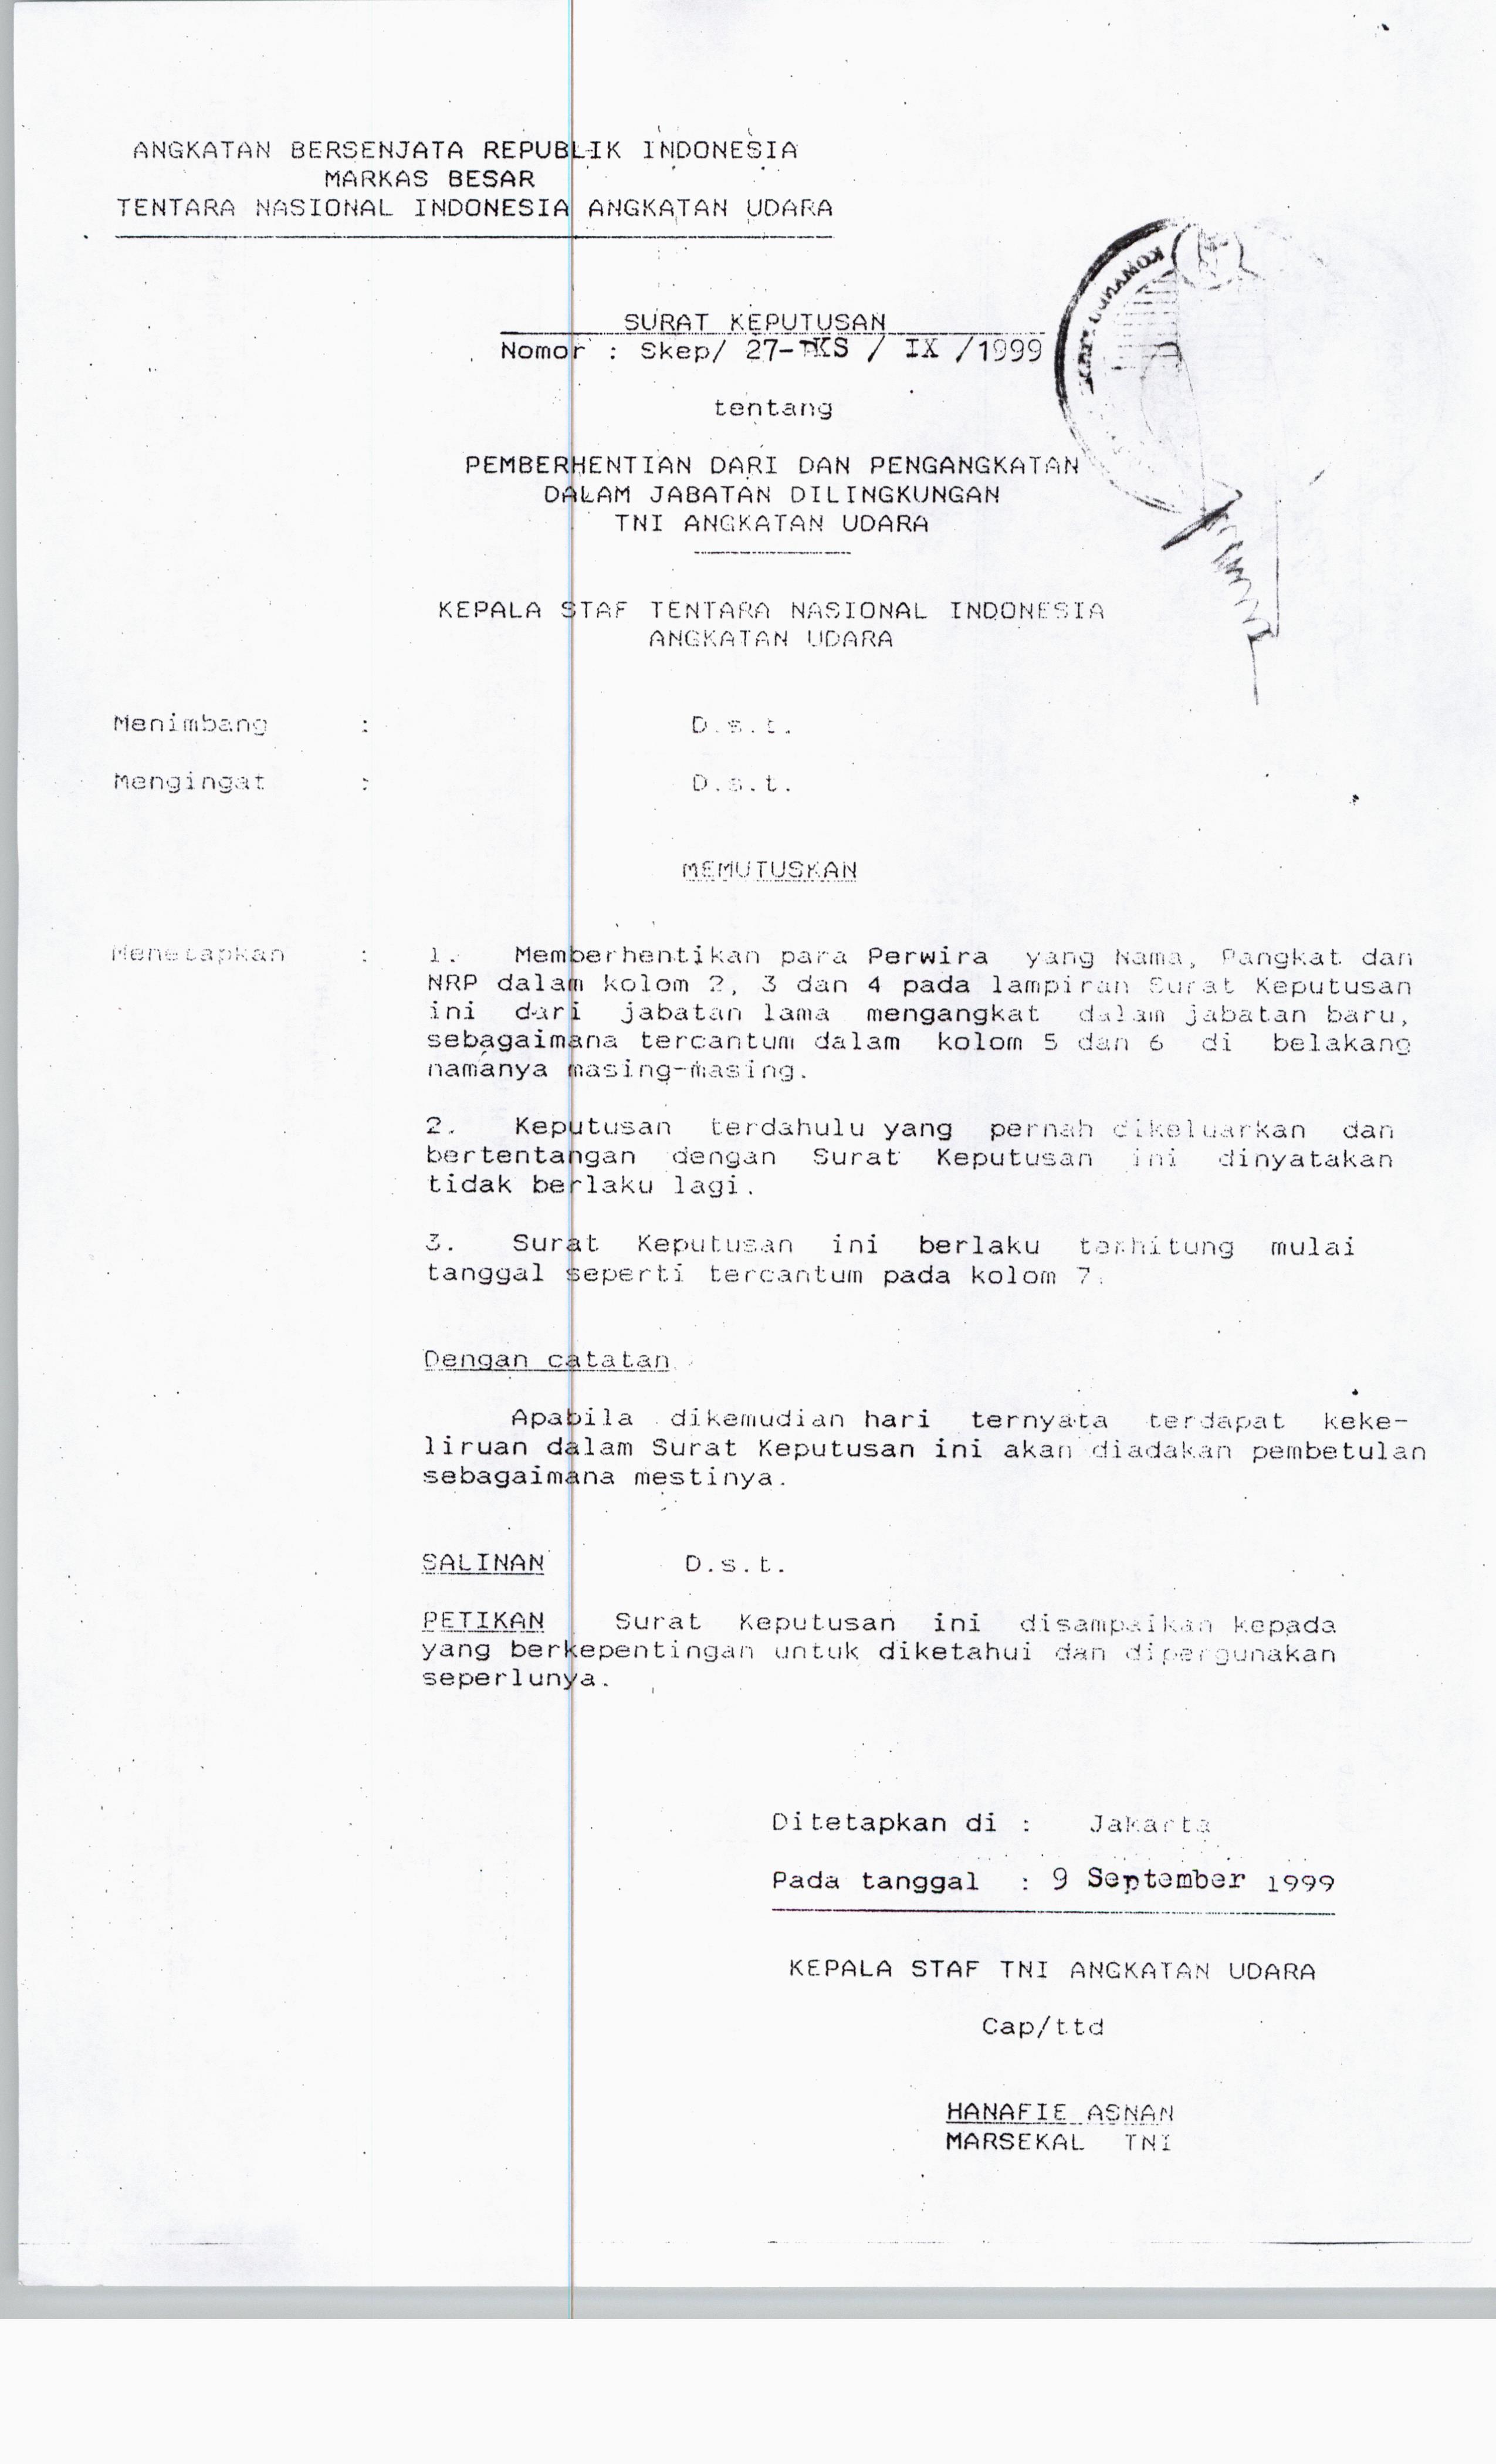 ANGKATAN BERSENJATA REPUBLIK INDONESIA
MARKAS BESAR
TENTARA NASIONAL INDONESIA ANGKATAN UDARA
SURAT KEPUTUSAN
Nomor : Skep/ 27-DKS / IX /1999
tentang
PEMBERHENTIAN DARI DAN PENGANGKATAN
DALAM JABATAN DILINGKUNGAN
TNI ANGKATAN UDARA
KEPALA STAF TENTARA NASIONAL INDONESIA
ANGKATAN UDARA
Menimbang : D.s.t.
Mengingat : D.s.t.
MEMUTUSKAN
Menetapkan : 1. Memberhentikan para Perwira yang Nama, Pangkat dan
NRP dalam kolom 2, 3 dan 4 pada lampiran Surat Keputusan
ini dari jabatan lama mengangkat dalam jabatan baru,
sebagaimana tercantum dalam kolom 5 dan 6 di belakang
namanya masing-masing.
2. Keputusan terdahulu yang pernah dikeluarkan dan
bertentangan dengan Surat Keputusan ini dinyatakan
tidak berlaku lagi.
3. Surat Keputusan ini berlaku terhitung mulai
tanggal seperti tercantum pada kolom 7.
Dengan catatan
Apabila dikemudian hari ternyata terdapat keke-
liruan dalam Surat Keputusan ini akan diadakan pembetulan
sebagaimana mestinya.
SALINAN D.s.t.
PETIKAN Surat Keputusan ini disampaikan kepada
yang berkepentingan untuk diketahui dan dipergunakan
seperlunya.
Ditetapkan di : Jakarta
Pada tanggal : 9 September 1999
KEPALA STAF TNI ANGKATAN UDARA
Cap/ttd
HANAFIE ASNAN
MARSEKAL TNI